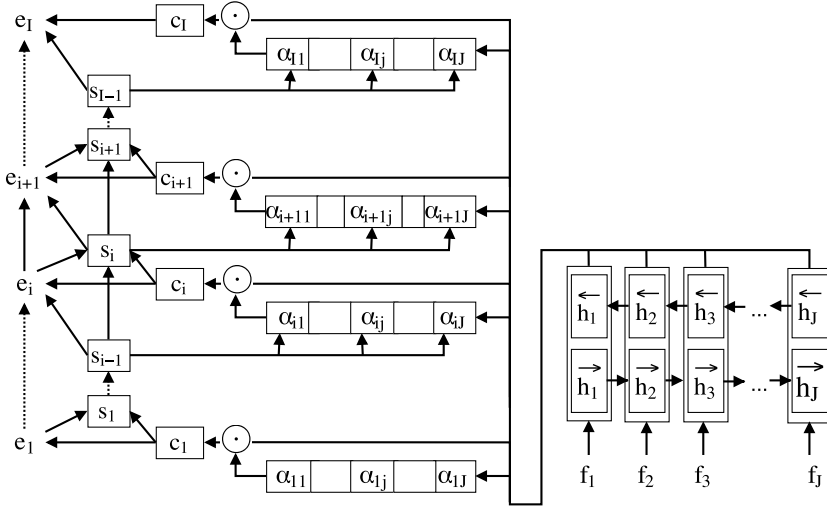 e_I c_I ⊙
α_I1 α_Ij α_IJ
s_I−1
s_i+1
e_i+1 c_i+1 ⊙
α_i+11 α_i+1j α_i+1J
s_i
e_i c_i ⊙
α_i1 α_ij α_iJ
s_i−1
s_1
e_1 c_1 ⊙
α_11 α_1j α_1J
←h_1 ←h_2 ←h_3 ... ←h_J
→h_1 →h_2 →h_3 ... →h_J
f_1 f_2 f_3 f_J